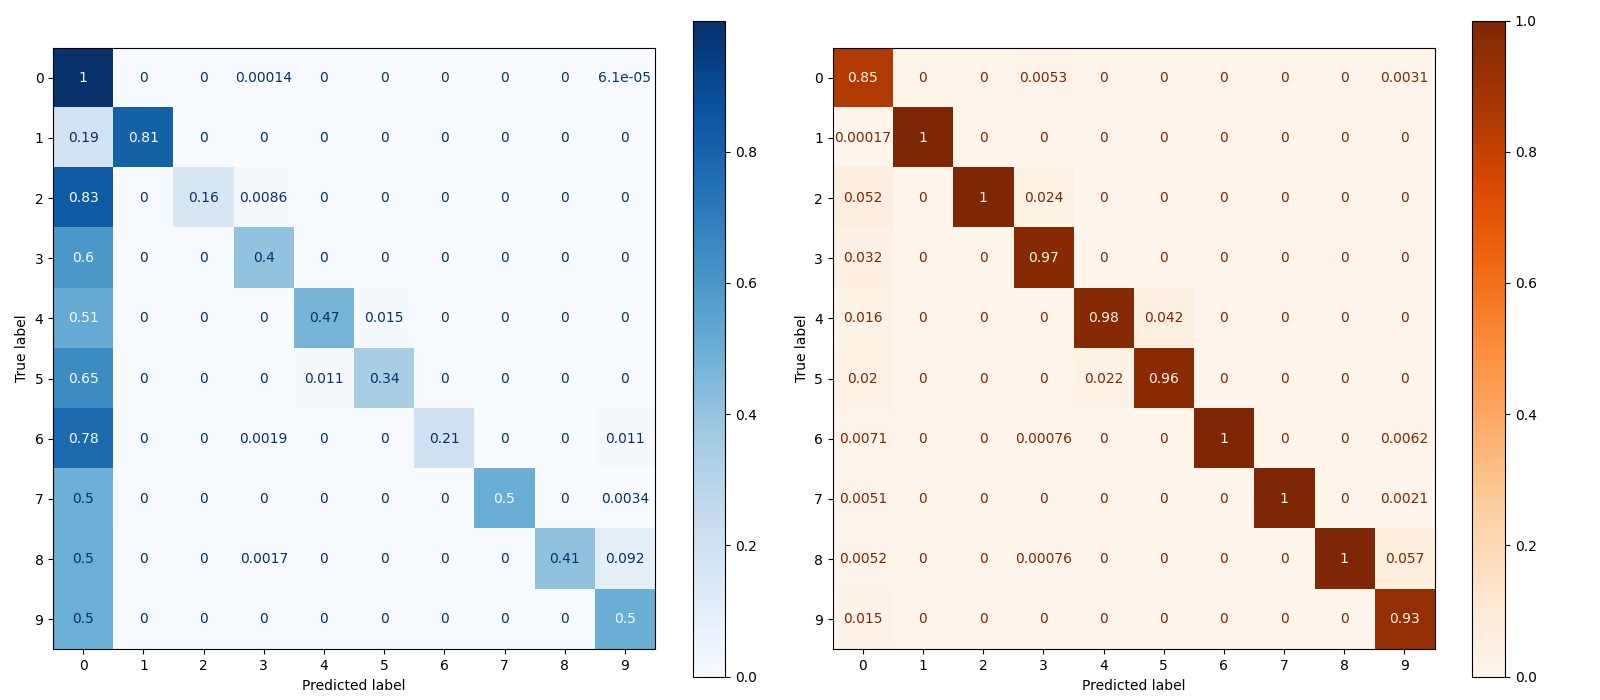 0 1 0 0 0.00014 0 0 0 0 0 6.1e-05
1 0.19 0.81 0 0 0 0 0 0 0 0
2 0.83 0 0.16 0.0086 0 0 0 0 0 0
3 0.6 0 0 0.4 0 0 0 0 0 0
4 0.51 0 0 0 0.47 0.015 0 0 0 0
5 0.65 0 0 0 0.011 0.34 0 0 0 0
6 0.78 0 0 0.0019 0 0 0.21 0 0 0.011
7 0.5 0 0 0 0 0 0 0.5 0 0.0034
8 0.5 0 0 0.0017 0 0 0 0 0.41 0.092
9 0.5 0 0 0 0 0 0 0 0 0.5
0 1 2 3 4 5 6 7 8 9
Predicted label
True label
0.8
0.6
0.4
0.2
0.0
0 0.85 0 0 0.0053 0 0 0 0 0 0.0031
1 0.00017 1 0 0 0 0 0 0 0 0
2 0.052 0 1 0.024 0 0 0 0 0 0
3 0.032 0 0 0.97 0 0 0 0 0 0
4 0.016 0 0 0 0.98 0.042 0 0 0 0
5 0.02 0 0 0 0.022 0.96 0 0 0 0
6 0.0071 0 0 0.00076 0 0 1 0 0 0.0062
7 0.0051 0 0 0 0 0 0 1 0 0.0021
8 0.0052 0 0 0.00076 0 0 0 0 1 0.057
9 0.015 0 0 0 0 0 0 0 0 0.93
0 1 2 3 4 5 6 7 8 9
Predicted label
True label
1.0
0.8
0.6
0.4
0.2
0.0